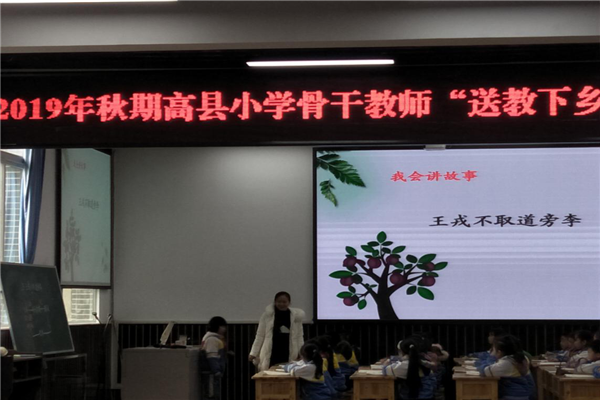 2019年秋期高县小学骨干教师“送教下乡
我会讲故事
王戎不取道旁李